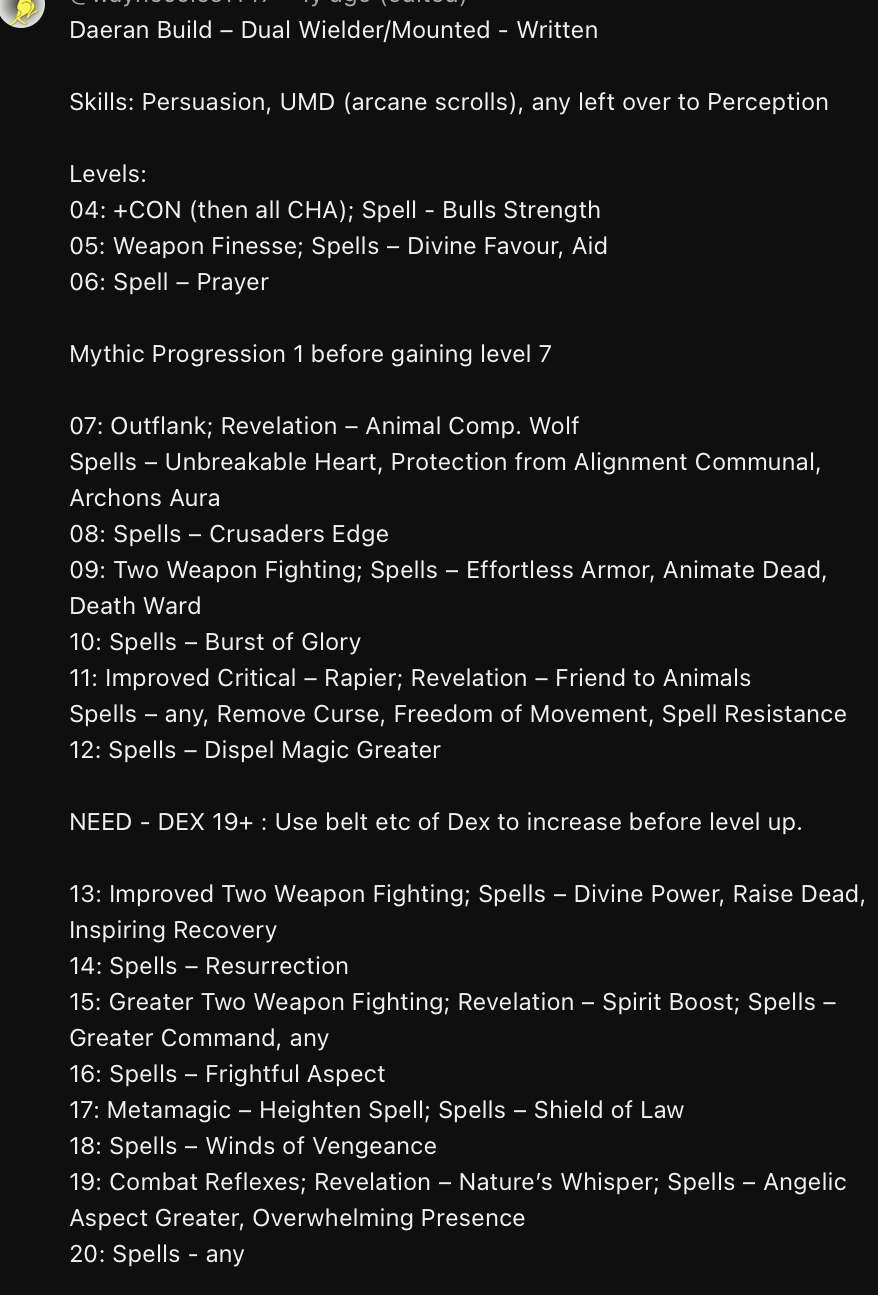 Daeran Build – Dual Wielder/Mounted - Written
Skills: Persuasion, UMD (arcane scrolls), any left over to Perception
Levels:
04: +CON (then all CHA); Spell - Bulls Strength
05: Weapon Finesse; Spells – Divine Favour, Aid
06: Spell – Prayer
Mythic Progression 1 before gaining level 7
07: Outflank; Revelation – Animal Comp. Wolf
Spells – Unbreakable Heart, Protection from Alignment Communal,
Archons Aura
08: Spells – Crusaders Edge
09: Two Weapon Fighting; Spells – Effortless Armor, Animate Dead,
Death Ward
10: Spells – Burst of Glory
11: Improved Critical – Rapier; Revelation – Friend to Animals
Spells – any, Remove Curse, Freedom of Movement, Spell Resistance
12: Spells – Dispel Magic Greater
NEED - DEX 19+ : Use belt etc of Dex to increase before level up.
13: Improved Two Weapon Fighting; Spells – Divine Power, Raise Dead,
Inspiring Recovery
14: Spells – Resurrection
15: Greater Two Weapon Fighting; Revelation – Spirit Boost; Spells –
Greater Command, any
16: Spells – Frightful Aspect
17: Metamagic – Heighten Spell; Spells – Shield of Law
18: Spells – Winds of Vengeance
19: Combat Reflexes; Revelation – Nature’s Whisper; Spells – Angelic
Aspect Greater, Overwhelming Presence
20: Spells - any